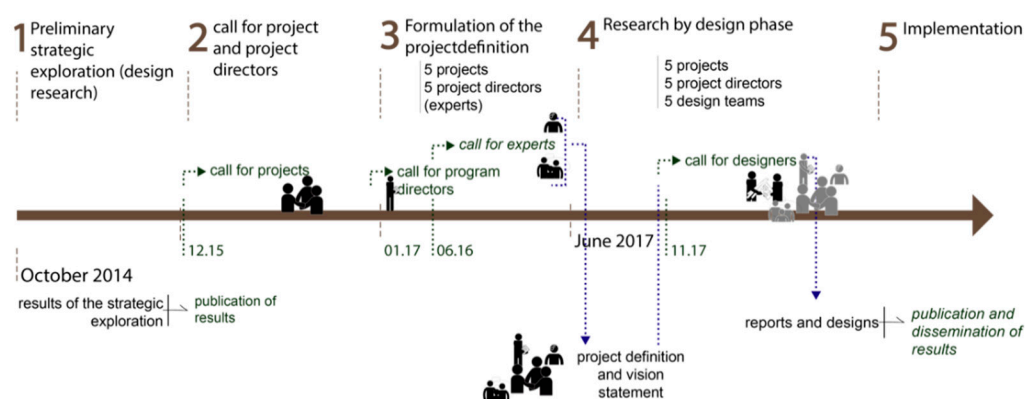 1 Preliminary
strategic
exploration (design
research)
2 call for project
and project
directors
3 Formulation of the
projectdefinition
5 projects
5 project directors
(experts)
4 Research by design phase
5 projects
5 project directors
5 design teams
5 Implementation
call for projects
call for program
directors
call for experts
call for designers
12.15
01.17
06.16
June 2017
11.17
October 2014
results of the strategic
exploration
publication of
results
project definition
and vision
statement
reports and designs
publication and
dissemination of
results